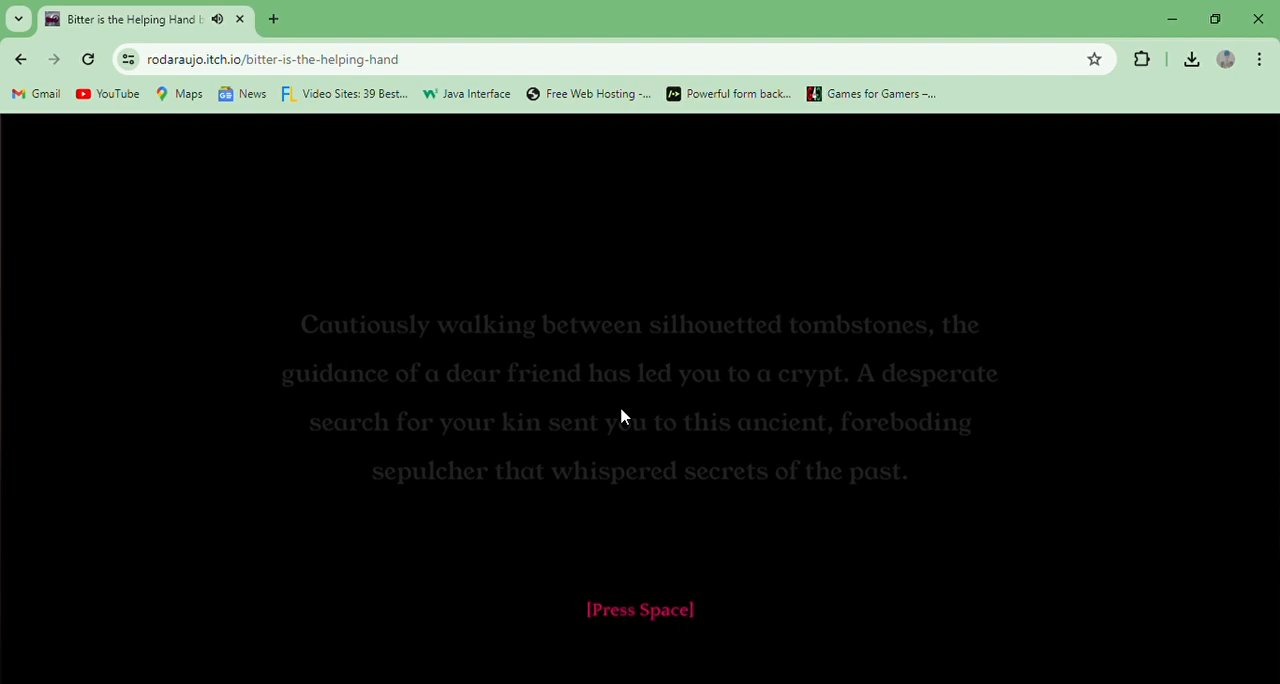 Bitter is the Helping Hand
rodaraujo.itch.io/bitter-is-the-helping-hand
Gmail YouTube Maps News Video Sites: 39 Best... Java Interface Free Web Hosting -... Powerful form back... Games for Gamers –...
Cautiously walking between silhouetted tombstones, the
guidance of a dear friend has led you to a crypt. A desperate
search for your kin sent you to this ancient, foreboding
sepulcher that whispered secrets of the past.
[Press Space]